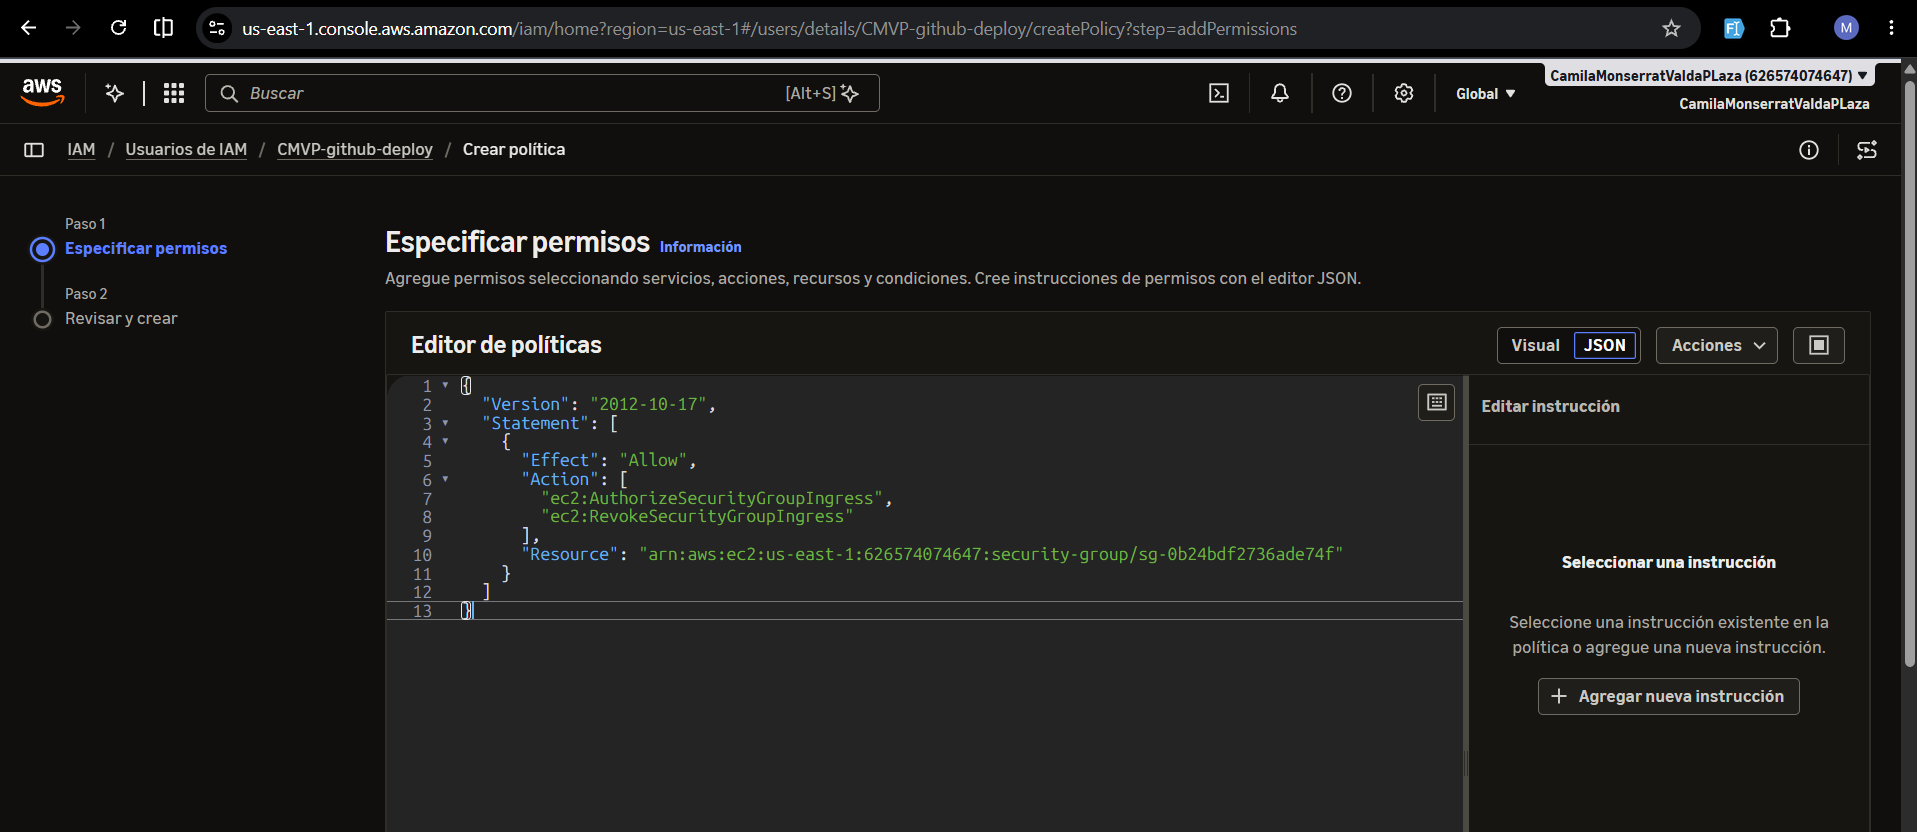 us-east-1.console.aws.amazon.com/iam/home?region=us-east-1#/users/details/CMVP-github-deploy/createPolicy?step=addPermissions
M
aws
Buscar
[Alt+S]
Global
CamilaMonserratValdaPLaza (626574074647)
CamilaMonserratValdaPLaza
IAM / Usuarios de IAM / CMVP-github-deploy / Crear política
Paso 1
Especificar permisos
Paso 2
Revisar y crear
Especificar permisos Información
Agregue permisos seleccionando servicios, acciones, recursos y condiciones. Cree instrucciones de permisos con el editor JSON.
Editor de políticas
Visual JSON
Acciones
1 {
2 "Version": "2012-10-17",
3 "Statement": [
4 {
5 "Effect": "Allow",
6 "Action": [
7 "ec2:AuthorizeSecurityGroupIngress",
8 "ec2:RevokeSecurityGroupIngress"
9 ],
10 "Resource": "arn:aws:ec2:us-east-1:626574074647:security-group/sg-0b24bdf2736ade74f"
11 }
12 ]
13 }
Editar instrucción
Seleccionar una instrucción
Seleccione una instrucción existente en la
política o agregue una nueva instrucción.
+ Agregar nueva instrucción